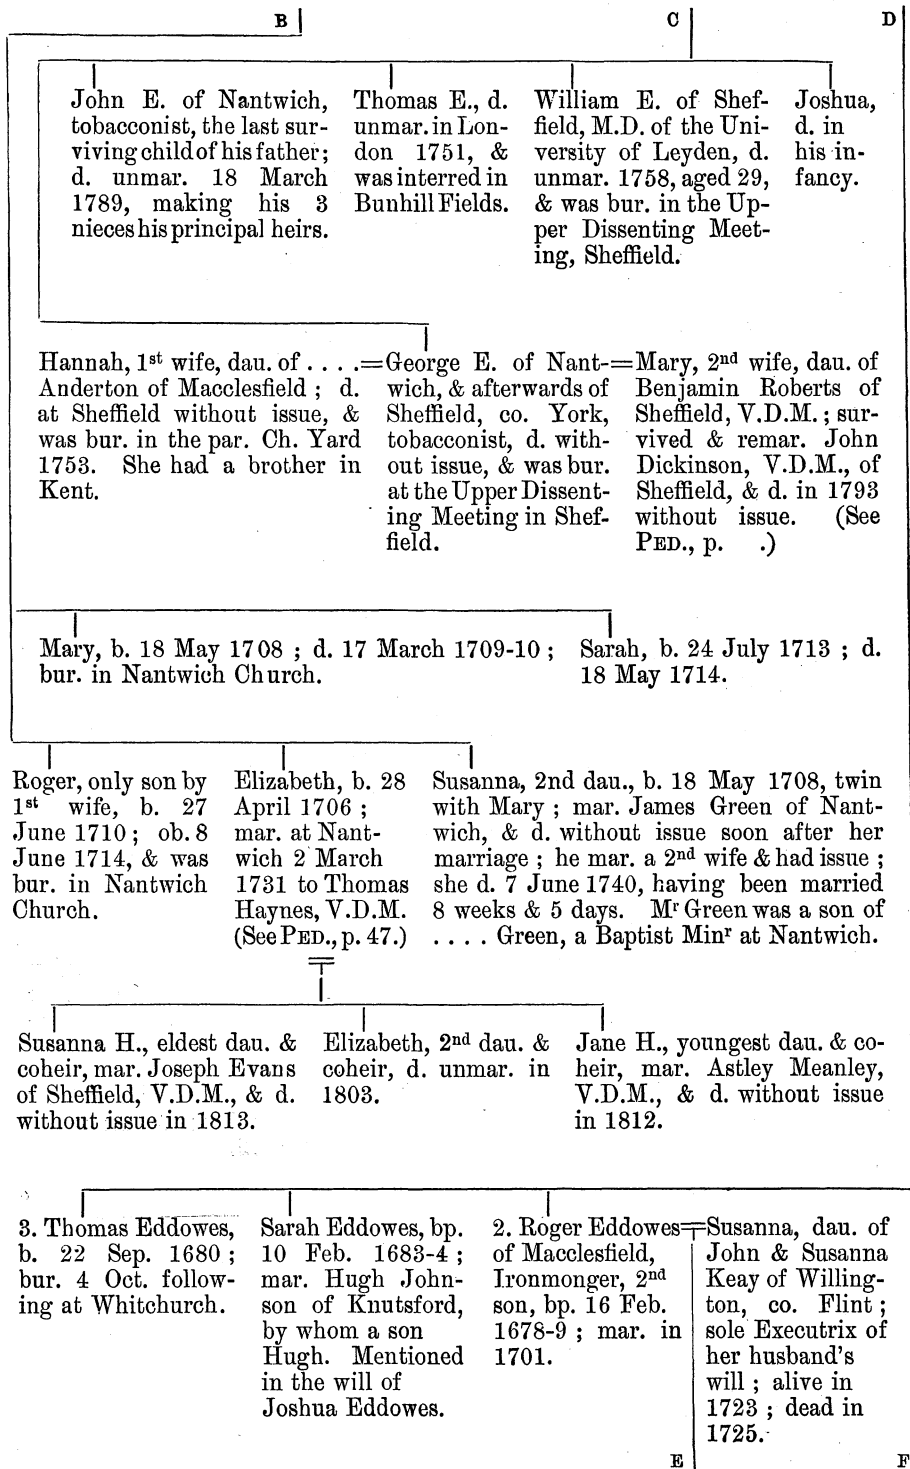 B C D
John E. of Nantwich,
tobacconist, the last sur-
viving child of his father;
d. unmar. 18 March
1789, making his 3
nieces his principal heirs.
Thomas E., d.
unmar. in Lon-
don 1751, &
was interred in
Bunhill Fields.
William E. of Shef-
field, M.D. of the Uni-
versity of Leyden, d.
unmar. 1758, aged 29,
& was bur. in the Up-
per Dissenting Meet-
ing, Sheffield.
Joshua,
d. in
his in-
fancy.
Hannah, 1st wife, dau. of . . . .=
Anderton of Macclesfield ; d.
at Sheffield without issue, &
was bur. in the par. Ch. Yard
1753. She had a brother in
Kent.
George E. of Nant-=
wich, & afterwards of
Sheffield, co. York,
tobacconist, d. with-
out issue, & was bur.
at the Upper Dissent-
ing Meeting in Shef-
field.
Mary, 2nd wife, dau. of
Benjamin Roberts of
Sheffield, V.D.M. ; sur-
vived & remar. John
Dickinson, V.D.M., of
Sheffield, & d. in 1793
without issue. (See
PED., p. .)
Mary, b. 18 May 1708 ; d. 17 March 1709-10 ;
bur. in Nantwich Church.
Sarah, b. 24 July 1713 ; d.
18 May 1714.
Roger, only son by
1st wife, b. 27
June 1710 ; ob. 8
June 1714, & was
bur. in Nantwich
Church.
Elizabeth, b. 28
April 1706 ;
mar. at Nant-
wich 2 March
1731 to Thomas
Haynes, V.D.M.
(See PED., p. 47.)
Susanna, 2nd dau., b. 18 May 1708, twin
with Mary ; mar. James Green of Nant-
wich, & d. without issue soon after her
marriage ; he mar. a 2nd wife & had issue ;
she d. 7 June 1740, having been married
8 weeks & 5 days. Mr Green was a son of
. . . . Green, a Baptist Minr at Nantwich.
Susanna H., eldest dau. &
coheir, mar. Joseph Evans
of Sheffield, V.D.M., & d.
without issue in 1813.
Elizabeth, 2nd dau. &
coheir, d. unmar. in
1803.
Jane H., youngest dau. & co-
heir, mar. Astley Meanley,
V.D.M., & d. without issue
in 1812.
3. Thomas Eddowes,
b. 22 Sep. 1680 ;
bur. 4 Oct. follow-
ing at Whitchurch.
Sarah Eddowes, bp.
10 Feb. 1683-4 ;
mar. Hugh John-
son of Knutsford,
by whom a son
Hugh. Mentioned
in the will of
Joshua Eddowes.
2. Roger Eddowes=
of Macclesfield,
Ironmonger, 2nd
son, bp. 16 Feb.
1678-9 ; mar. in
1701.
Susanna, dau. of
John & Susanna
Keay of Willing-
ton, co. Flint ;
sole Executrix of
her husband's
will ; alive in
1723 ; dead in
1725.
E F